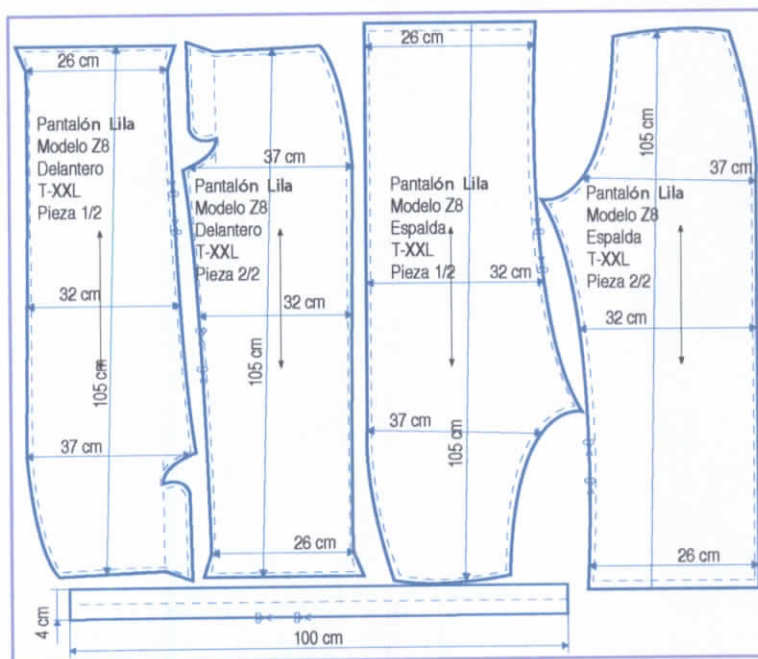 26 cm
Pantalón Lila
Modelo Z8
Delantero
T-XXL
Pieza 1/2
32 cm
105 cm
37 cm
37 cm
Pantalón Lila
Modelo Z8
Delantero
T-XXL
Pieza 2/2
32 cm
105 cm
26 cm
26 cm
Pantalón Lila
Modelo Z8
Espalda
T-XXL
Pieza 1/2
32 cm
37 cm
105 cm
105 cm
37 cm
Pantalón Lila
Modelo Z8
Espalda
T-XXL
Pieza 2/2
32 cm
26 cm
4 cm
100 cm